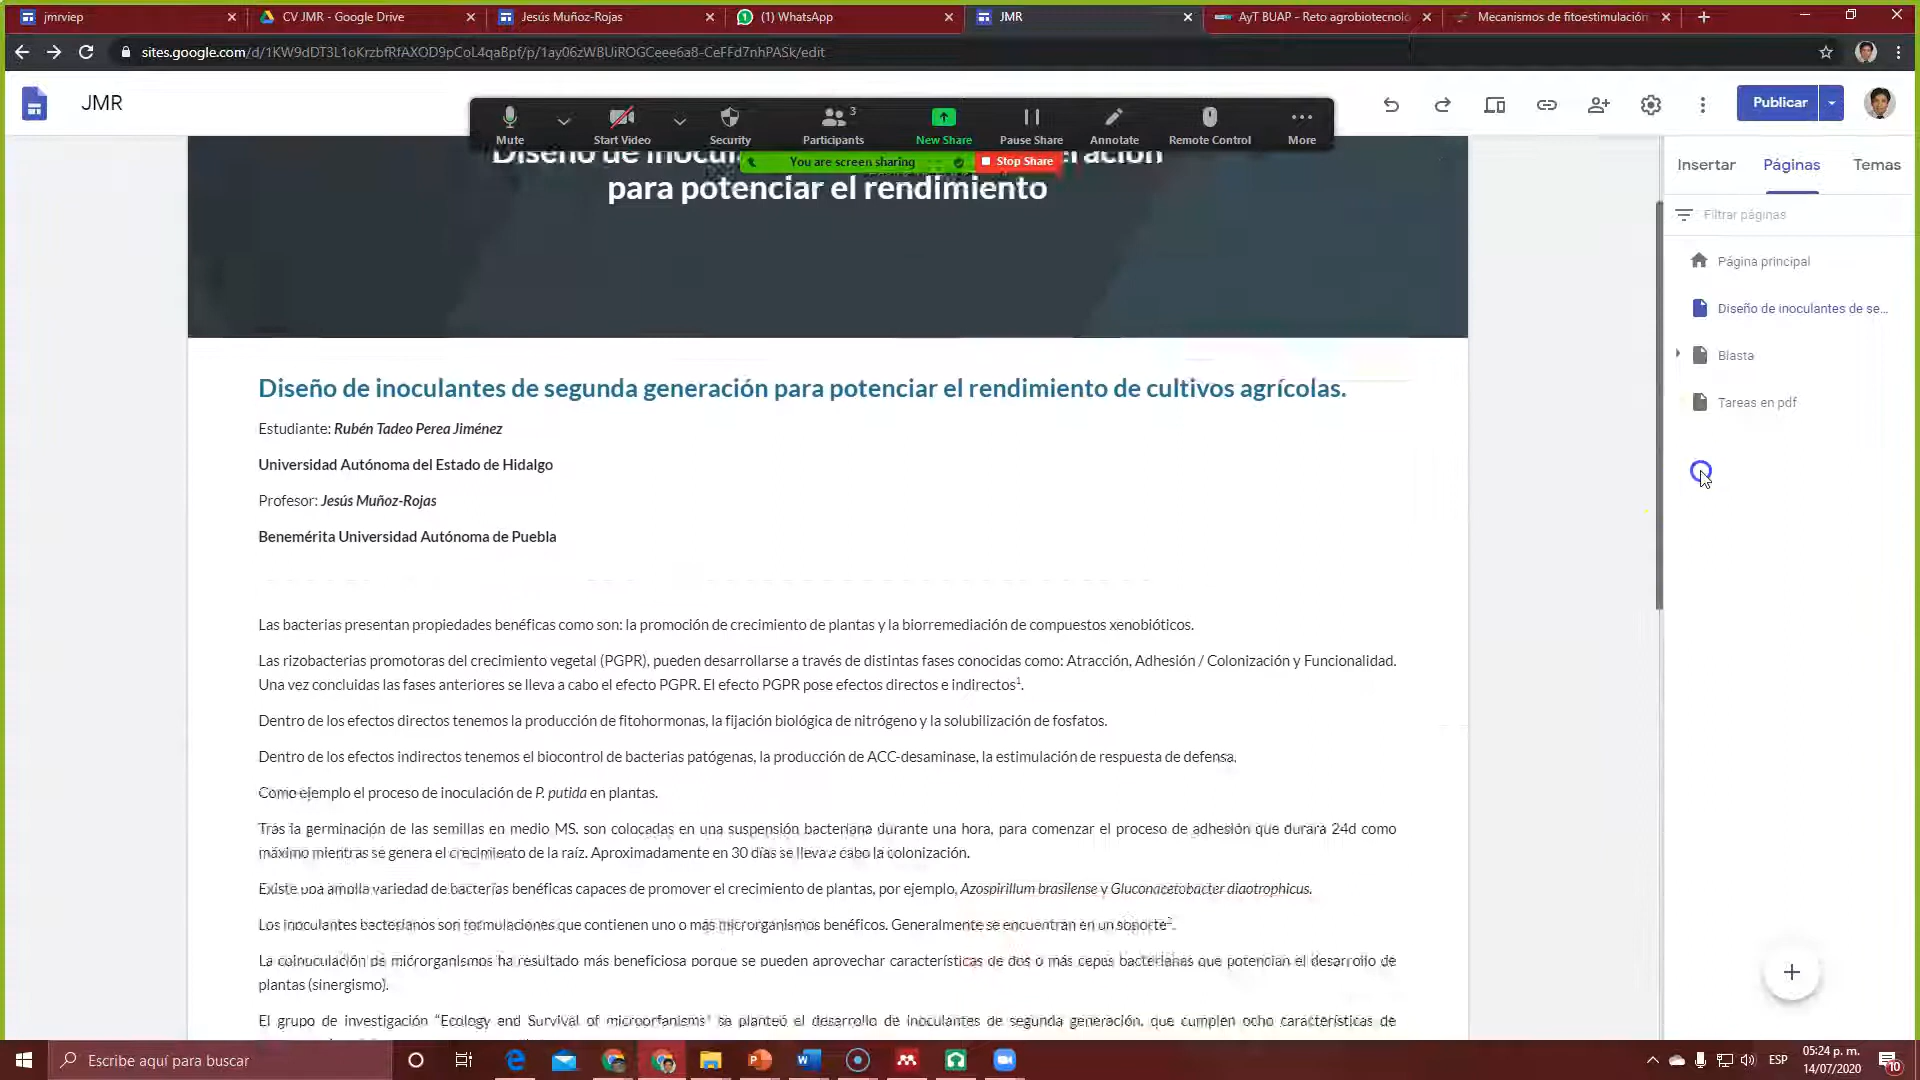 jmrviep
CV JMR - Google Drive
Jesús Muñoz-Rojas
(1) WhatsApp
JMR
AyT BUAP - Reto agrobiotecnol
Mecanismos de fitoestimulación
sites.google.com/d/1KW9dDT3L1oKrzbfRfAXOD9pCoL4qaBpf/p/1ay06zWBUiROGCeee6a8-CeFFd7nhPASk/edit
JMR
Mute
Start Video
Security
Participants
3
New Share
Pause Share
Annotate
Remote Control
More
Publicar
You are screen sharing
Stop Share
Insertar
Páginas
Temas
para potenciar el rendimiento
Filtrar páginas
Página principal
Diseño de inoculantes de se...
Blasta
Tareas en pdf
Diseño de inoculantes de segunda generación para potenciar el rendimiento de cultivos agrícolas.
Estudiante: Rubén Tadeo Perea Jiménez
Universidad Autónoma del Estado de Hidalgo
Profesor: Jesús Muñoz-Rojas
Benemérita Universidad Autónoma de Puebla
Las bacterias presentan propiedades benéficas como son: la promoción de crecimiento de plantas y la biorremediación de compuestos xenobióticos.
Las rizobacterias promotoras del crecimiento vegetal (PGPR), pueden desarrollarse a través de distintas fases conocidas como: Atracción, Adhesión / Colonización y Funcionalidad.
Una vez concluidas las fases anteriores se lleva a cabo el efecto PGPR. El efecto PGPR pose efectos directos e indirectos¹.
Dentro de los efectos directos tenemos la producción de fitohormonas, la fijación biológica de nitrógeno y la solubilización de fosfatos.
Dentro de los efectos indirectos tenemos el biocontrol de bacterias patógenas, la producción de ACC-desaminase, la estimulación de respuesta de defensa.
Como ejemplo el proceso de inoculación de P. putida en plantas.
Tras la germinación de las semillas en medio MS. son colocadas en una suspensión bacteriana durante una hora, para comenzar el proceso de adhesión que durara 24d como
máximo mientras se genera el crecimiento de la raíz. Aproximadamente en 30 días se lleva a cabo la colonización.
Existe una amplia variedad de bacterias benéficas capaces de promover el crecimiento de plantas, por ejemplo, Azospirillum brasilense y Gluconacetobacter diaotrophicus.
Los inoculantes bacterianos son formulaciones que contienen uno o más microrganismos benéficos. Generalmente se encuentran en un soporte².
La coinoculación de microrganismos ha resultado más beneficiosa porque se pueden aprovechar características de dos o más cepas bacterianas que potencian el desarrollo de
plantas (sinergismo).
El grupo de investigación "Ecology and Survival of microorfanisms" se planteó el desarrollo de inoculantes de segunda generación, que cumplen ocho características de
Escribe aquí para buscar
ESP
05:24 p. m.
14/07/2020
10